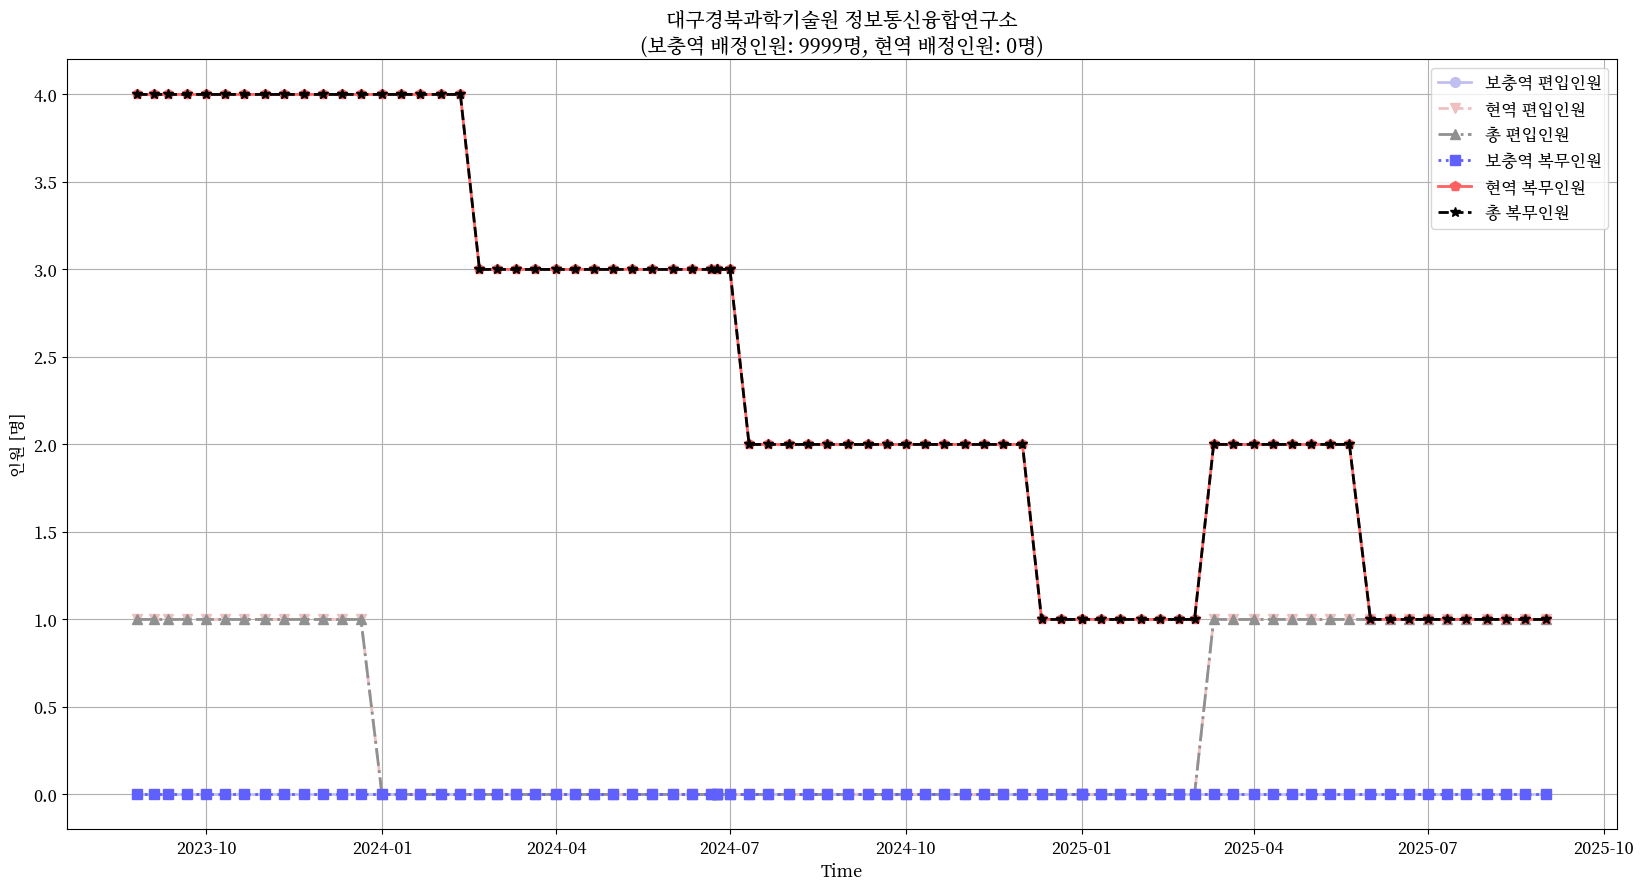 대구경북과학기술원 정보통신융합연구소
(보충역 배정인원: 9999명, 현역 배정인원: 0명)
보충역 편입인원
현역 편입인원
총 편입인원
보충역 복무인원
현역 복무인원
총 복무인원
인원 [명]
4.0
3.5
3.0
2.5
2.0
1.5
1.0
0.5
0.0
2023-10
2024-01
2024-04
2024-07
2024-10
2025-01
2025-04
2025-07
2025-10
Time